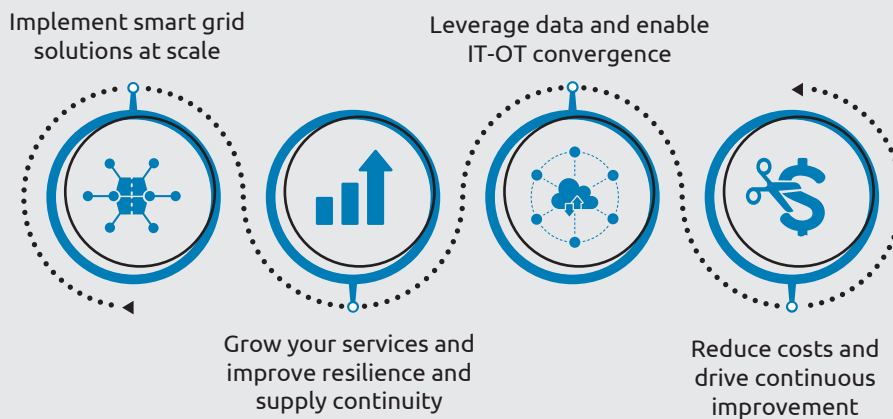 Implement smart grid
solutions at scale
Grow your services and
improve resilience and
supply continuity
Leverage data and enable
IT-OT convergence
Reduce costs and
drive continuous
improvement